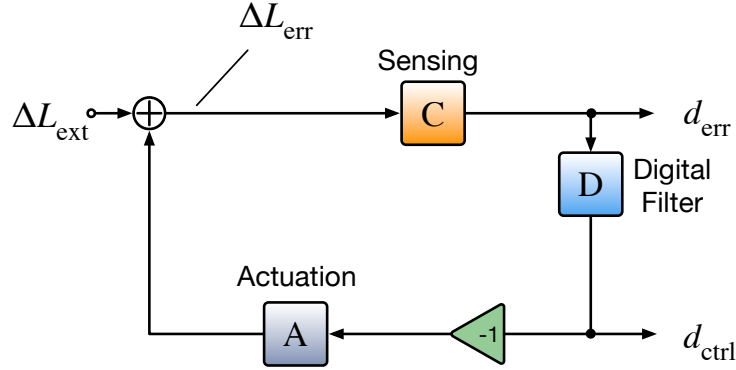 ΔL_err
Sensing
ΔL_ext
C
d_err
D
Digital
Filter
Actuation
A
-1
d_ctrl